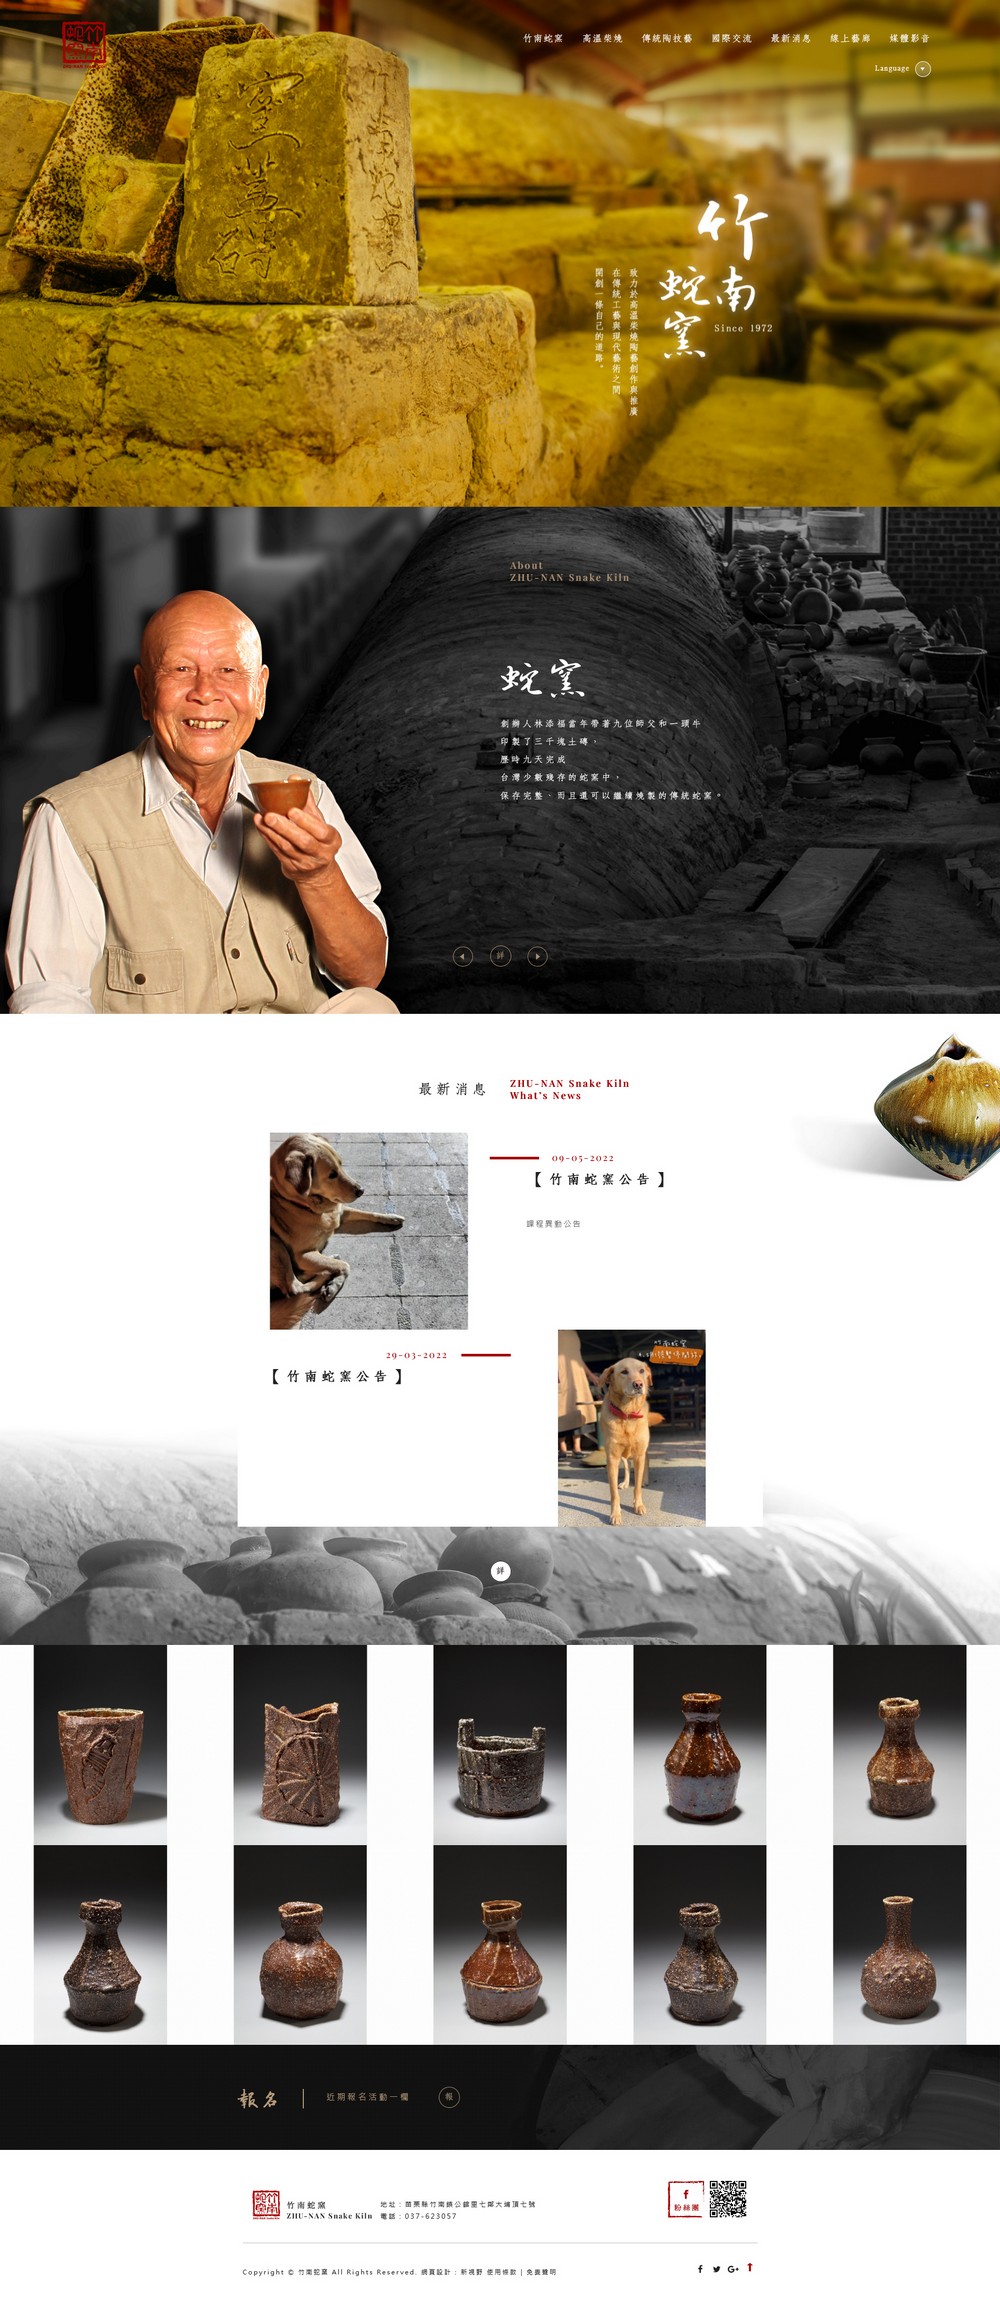 竹南蛇窯
高溫柴燒
傳統陶技藝
國際交流
最新消息
線上藝廊
媒體影音
Language
竹南
蛇窯
Since 1972
致力於高溫柴燒陶藝創作與推廣
在傳統工藝與現代藝術之間
開創一條自己的道路。
About
ZHU-NAN Snake Kiln
蛇窯
創辦人林添福當年帶著九位師父和一頭牛
印製了三千塊土磚，
歷時九天完成
台灣少數殘存的蛇窯中，
保存完整、而且還可以繼續燒製的傳統蛇窯。
詳
最新消息
ZHU-NAN Snake Kiln
What's News
09-05-2022
【竹南蛇窯公告】
課程異動公告
29-03-2022
【竹南蛇窯公告】
竹南蛇窯
詳
報名
近期報名活動一欄
報
竹南蛇窯
ZHU-NAN Snake Kiln
地址：苗栗縣竹南鎮公館里七鄰大埔頂七號
電話：037-623057
粉絲團
Copyright © 竹南蛇窯 All Rights Reserved. 網頁設計：新視野 使用條款 | 免責聲明